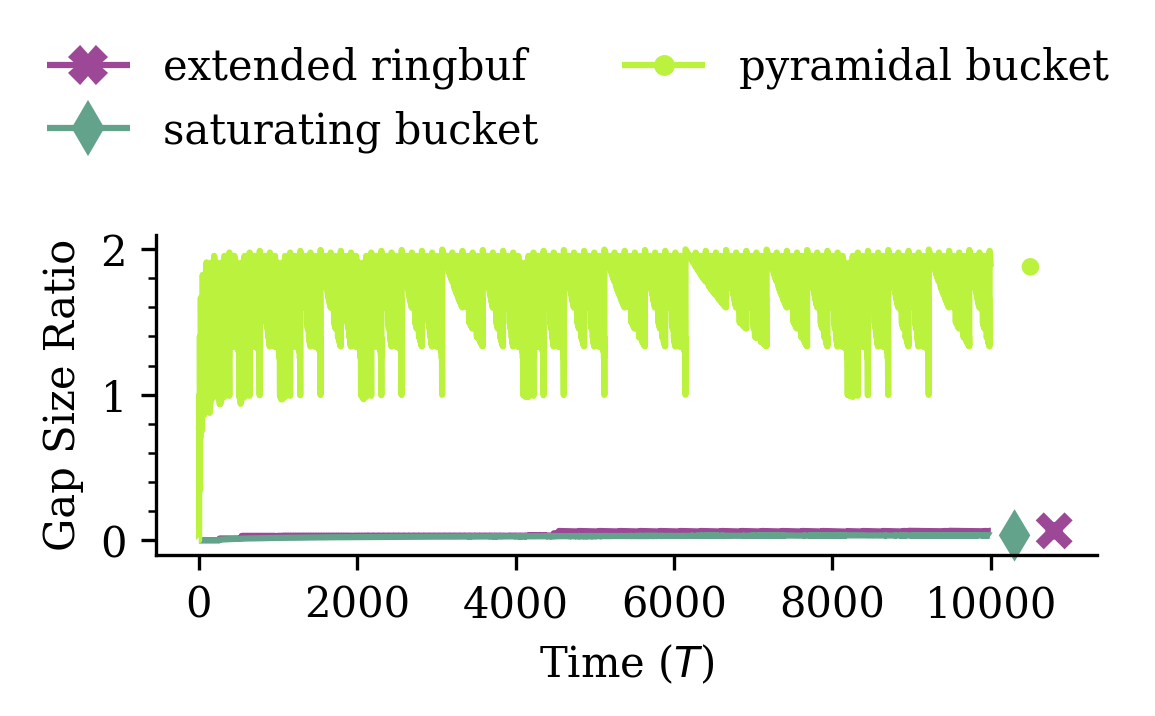 extended ringbuf
saturating bucket
pyramidal bucket
Gap Size Ratio
2
1
0
0 2000 4000 6000 8000 10000
Time (T)